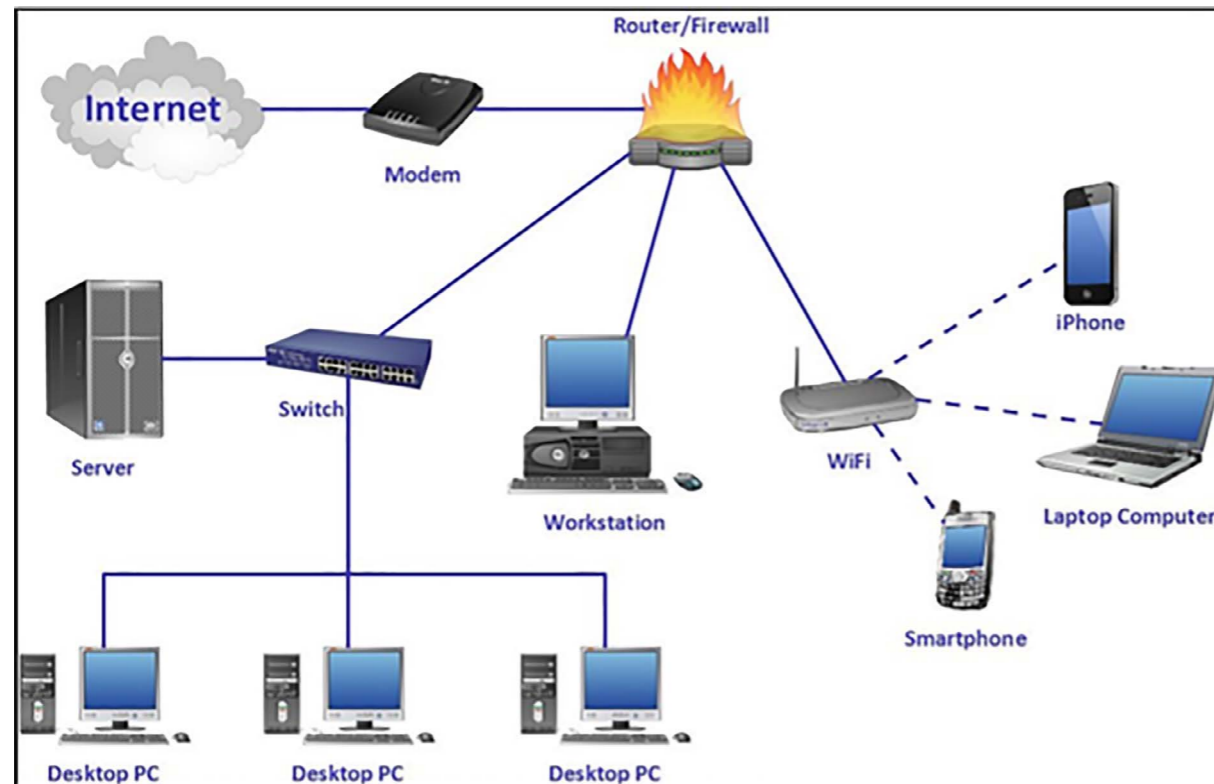 Router/Firewall
Internet
Modem
iPhone
Switch
Server
WiFi
Workstation
Laptop Computer
Smartphone
Desktop PC
Desktop PC
Desktop PC